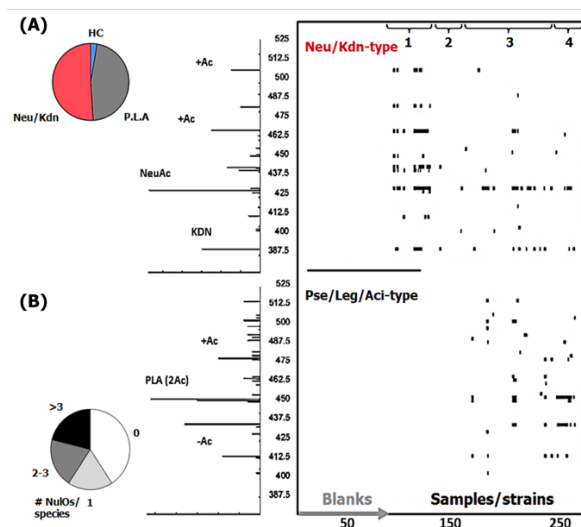 (A)
HC
Neu/Kdn
P.L.A
+Ac
+Ac
NeuAc
KDN
525
512.5
500
487.5
475
462.5
450
437.5
425
412.5
400
387.5
1 2 3 4
Neu/Kdn-type
(B)
>3
0
2-3
# NulOs/ 1
species
+Ac
PLA (2Ac)
-Ac
525
512.5
500
487.5
475
462.5
450
437.5
425
412.5
400
387.5
Pse/Leg/Aci-type
Blanks Samples/strains
50 150 250